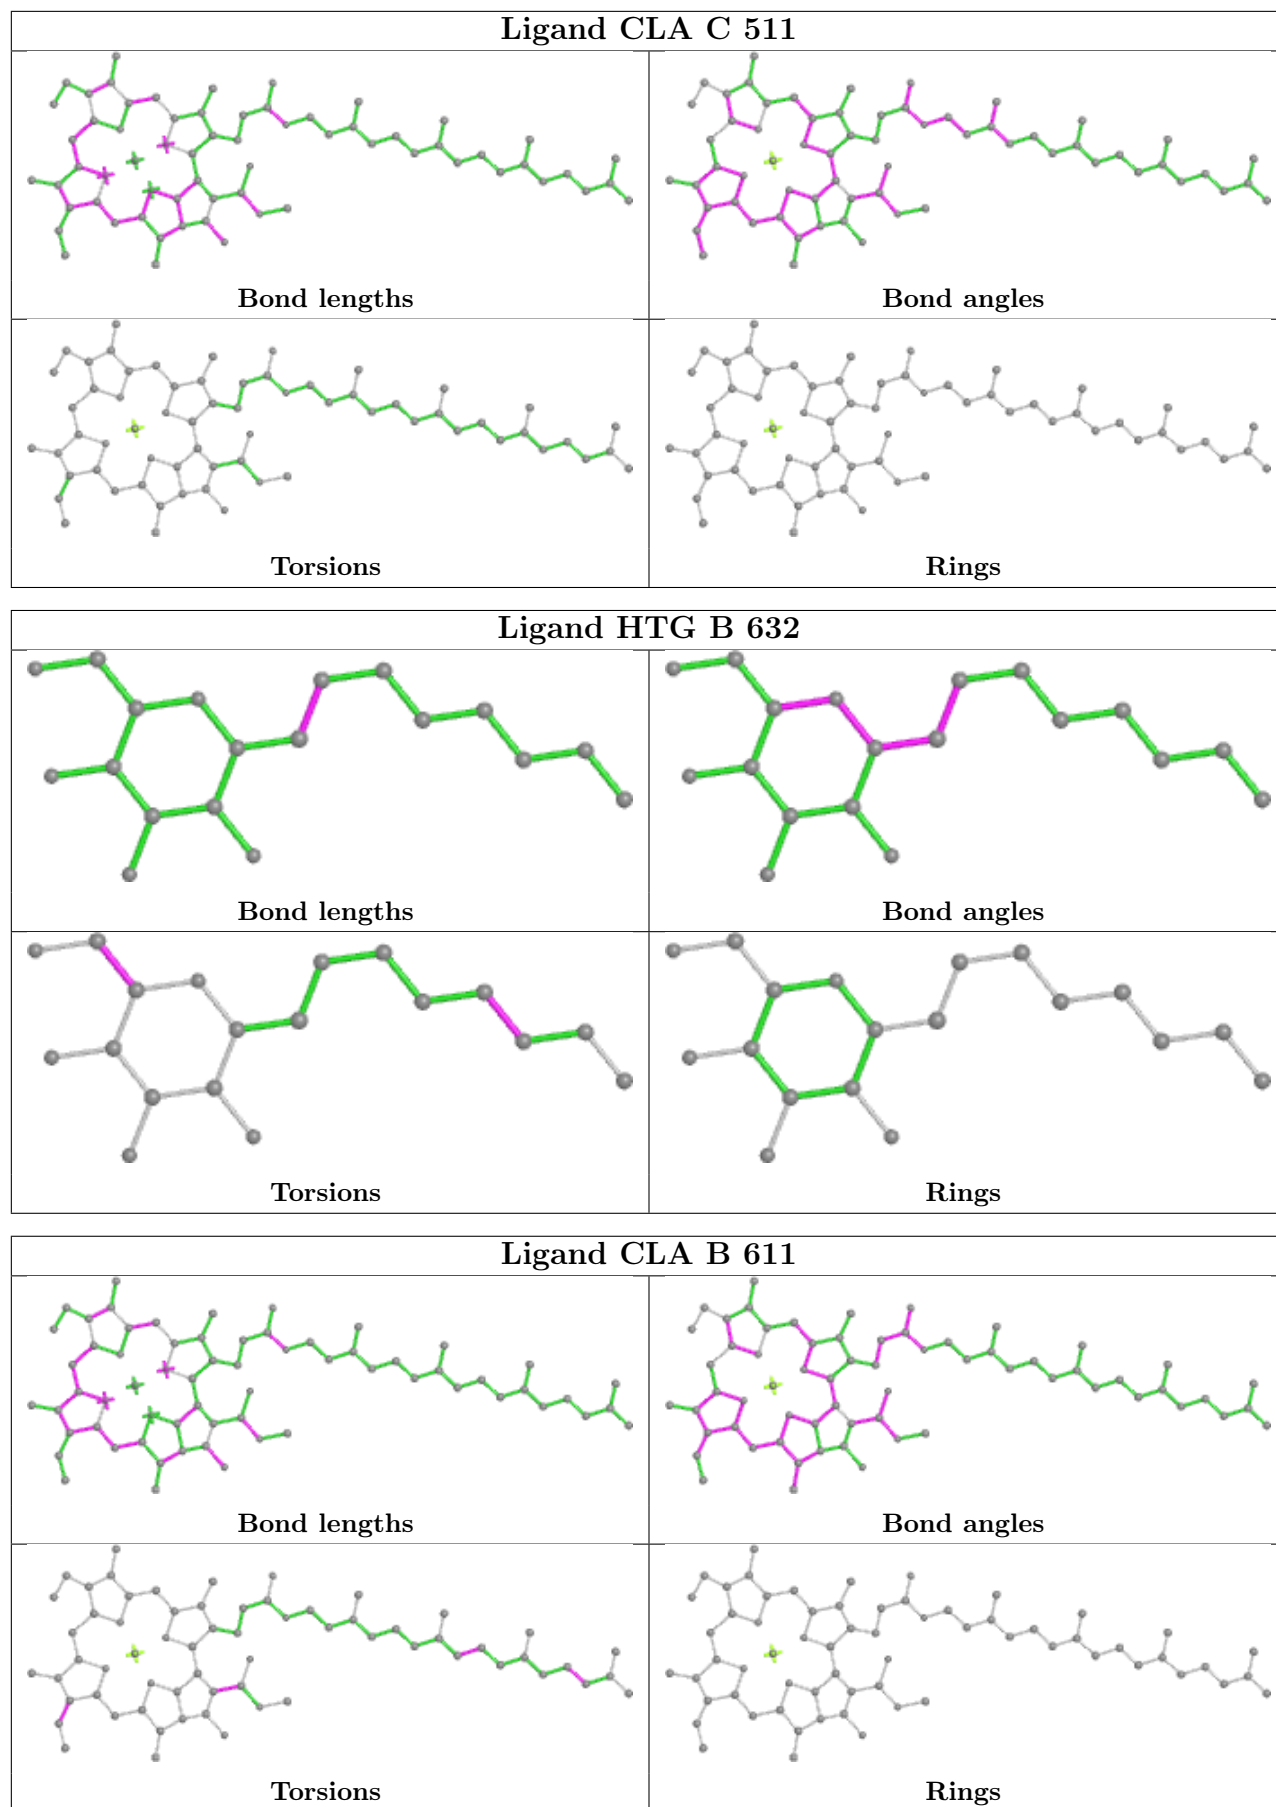 Ligand CLA C 511
Bond lengths
Bond angles
Torsions
Rings
Ligand HTG B 632
Bond lengths
Bond angles
Torsions
Rings
Ligand CLA B 611
Bond lengths
Bond angles
Torsions
Rings